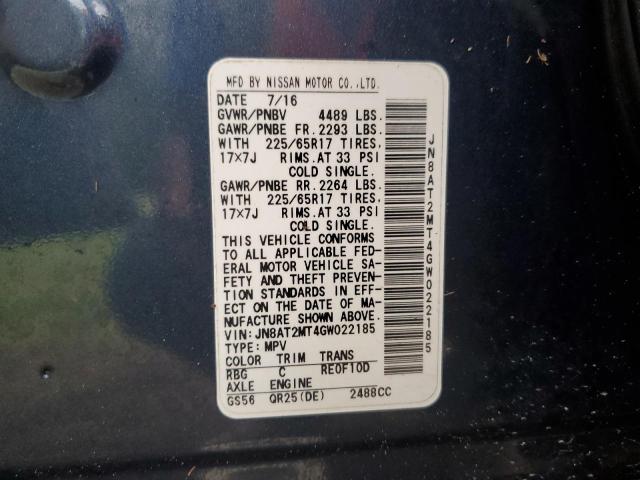 MFD BY NISSAN MOTOR CO.,LTD.
DATE 7/16
GVWR/PNBV 4489 LBS.
GAWR/PNBE FR.2293 LBS.
WITH 225/65R17 TIRES,
17×7J RIMS.AT 33 PSI
COLD SINGLE.
GAWR/PNBE RR.2264 LBS.
WITH 225/65R17 TIRES,
17×7J RIMS.AT 33 PSI
COLD SINGLE.
THIS VEHICLE CONFORMS
TO ALL APPLICABLE FED-
ERAL MOTOR VEHICLE SA-
FETY AND THEFT PREVEN-
TION STANDARDS IN EFF-
ECT ON THE DATE OF MA-
NUFACTURE SHOWN ABOVE.
VIN:JN8AT2MT4GW022185
TYPE:MPV
COLOR TRIM TRANS
RBG C RE0F10D
AXLE ENGINE
GS56 QR25(DE) 2488CC
JN8AT2MT4GW022185